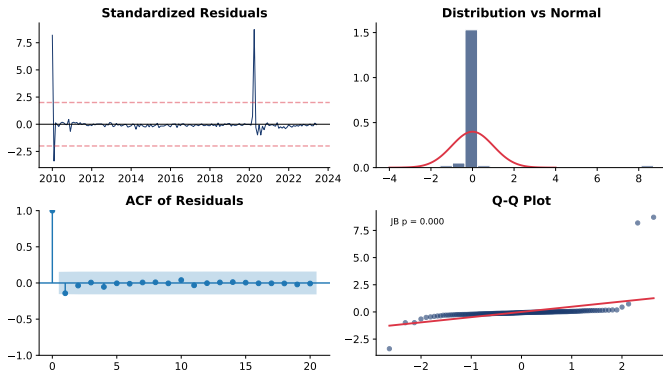 Standardized Residuals
7.5
5.0
2.5
0.0
−2.5
2010 2012 2014 2016 2018 2020 2022 2024
Distribution vs Normal
1.5
1.0
0.5
0.0
−4 −2 0 2 4 6 8
ACF of Residuals
1.0
0.5
0.0
−0.5
−1.0
0 5 10 15 20
Q-Q Plot
JB p = 0.000
7.5
5.0
2.5
0.0
−2.5
−2 −1 0 1 2